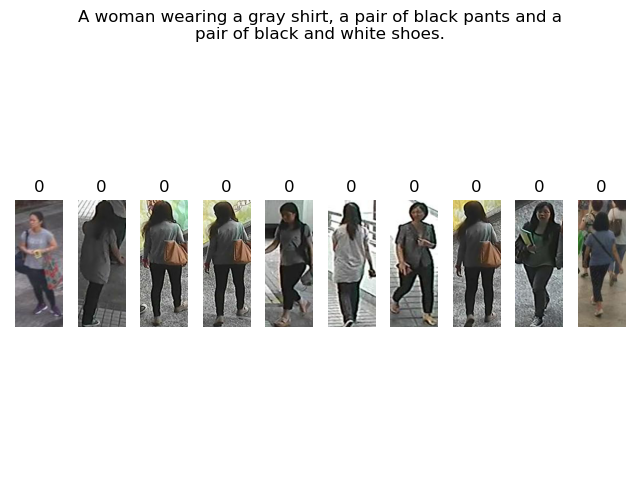 A woman wearing a gray shirt, a pair of black pants and a
pair of black and white shoes.
0 0 0 0 0 0 0 0 0 0